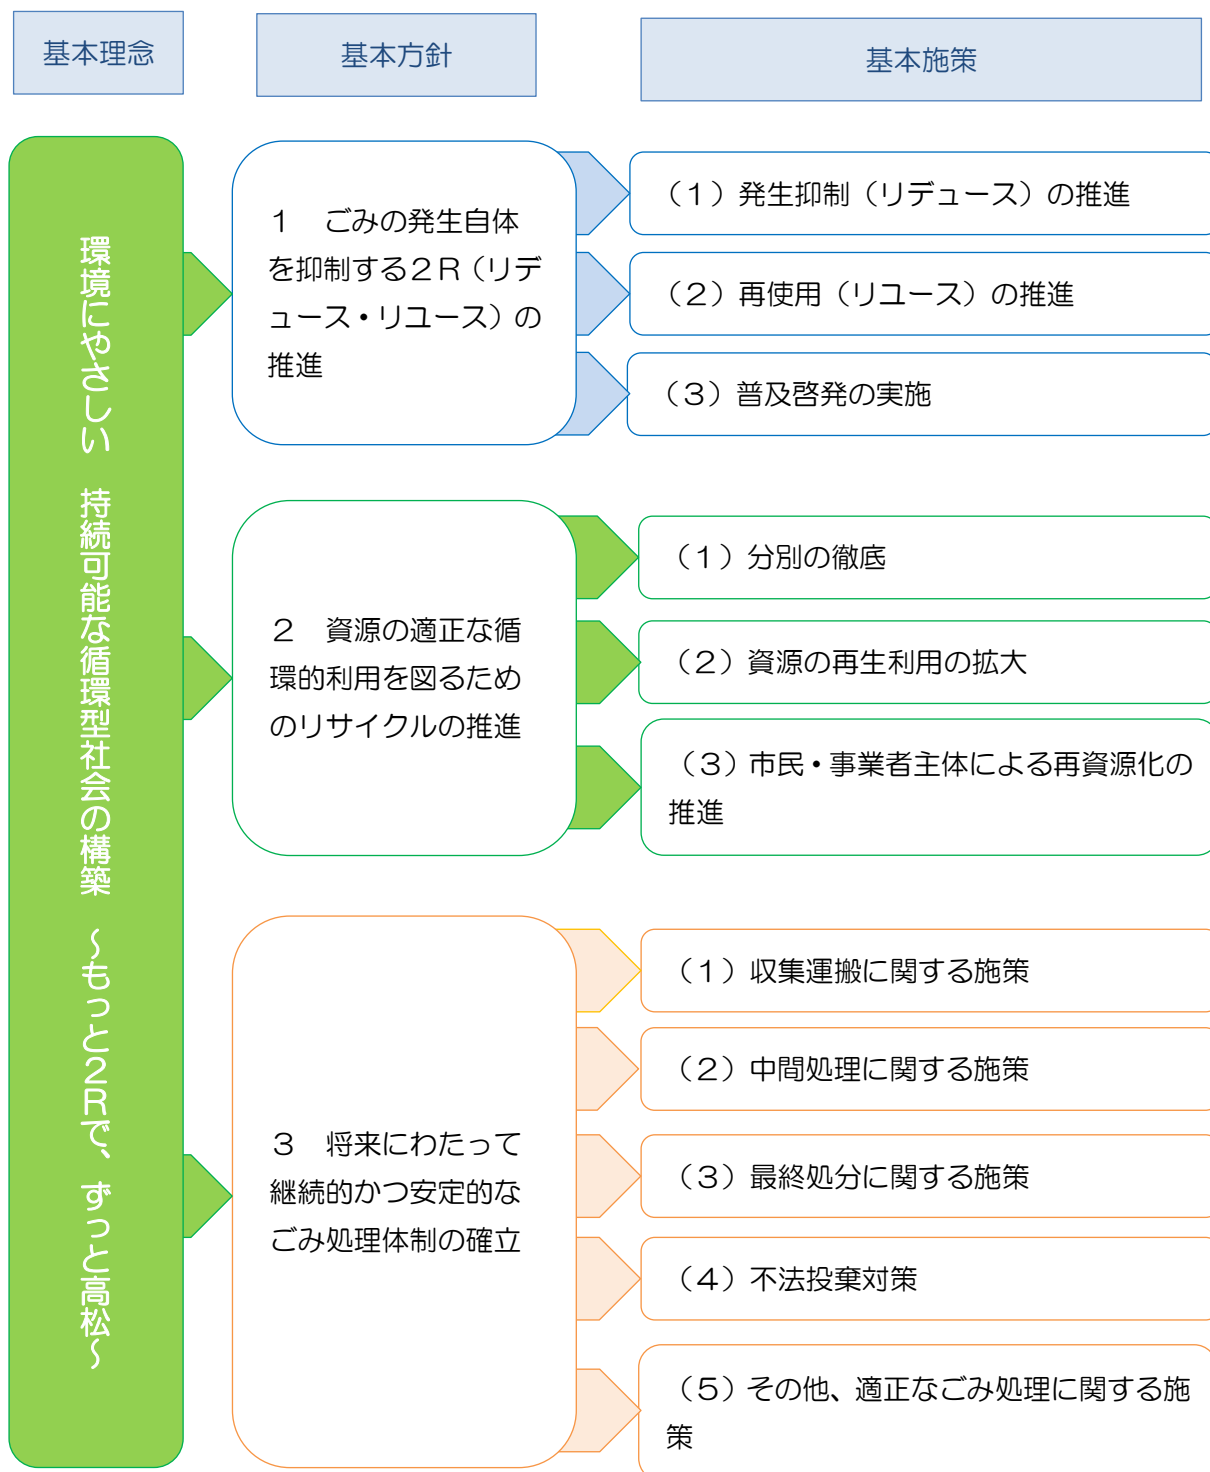 基本理念
基本方針
基本施策
環境にやさしい　持続可能な循環型社会の構築　～もっと２Ｒで、ずっと高松～
１　ごみの発生自体
を抑制する２Ｒ（リデ
ュース・リユース）の
推進
（１）発生抑制（リデュース）の推進
（２）再使用（リユース）の推進
（３）普及啓発の実施
２　資源の適正な循
環的利用を図るため
のリサイクルの推進
（１）分別の徹底
（２）資源の再生利用の拡大
（３）市民・事業者主体による再資源化の
推進
３　将来にわたって
継続的かつ安定的な
ごみ処理体制の確立
（１）収集運搬に関する施策
（２）中間処理に関する施策
（３）最終処分に関する施策
（４）不法投棄対策
（５）その他、適正なごみ処理に関する施
策